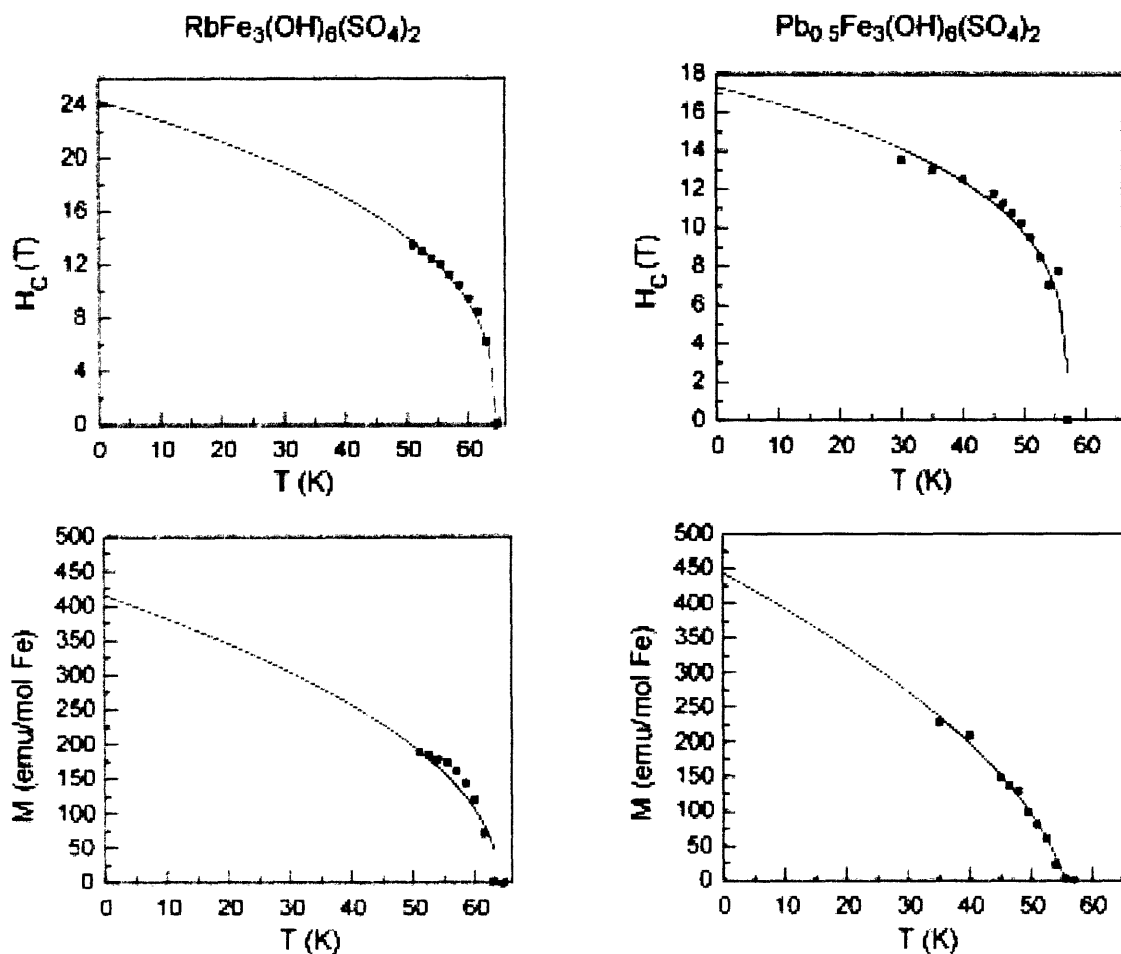 RbFe3(OH)6(SO4)2
24
20
16
12
8
4
0
HC (T)
0 10 20 30 40 50 60
T (K)
Pb0.5Fe3(OH)6(SO4)2
18
16
14
12
10
8
6
4
2
0
HC (T)
0 10 20 30 40 50 60
T (K)
500
450
400
350
300
250
200
150
100
50
0
M (emu/mol Fe)
0 10 20 30 40 50 60
T (K)
500
450
400
350
300
250
200
150
100
50
0
M (emu/mol Fe)
0 10 20 30 40 50 60
T (K)